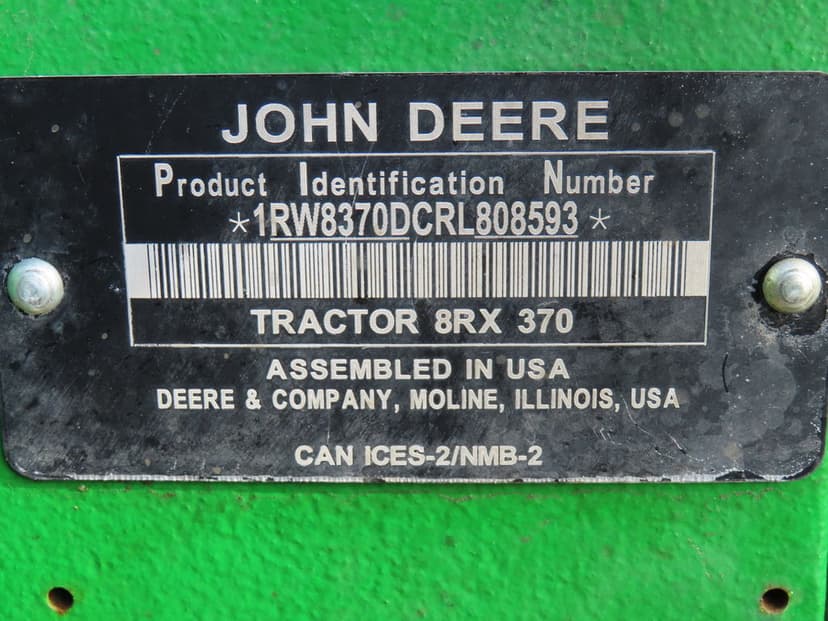 JOHN DEERE
Product Identification Number
*1RW8370DCRL808593*
TRACTOR 8RX 370
ASSEMBLED IN USA
DEERE & COMPANY, MOLINE, ILLINOIS, USA
CAN ICES-2/NMB-2